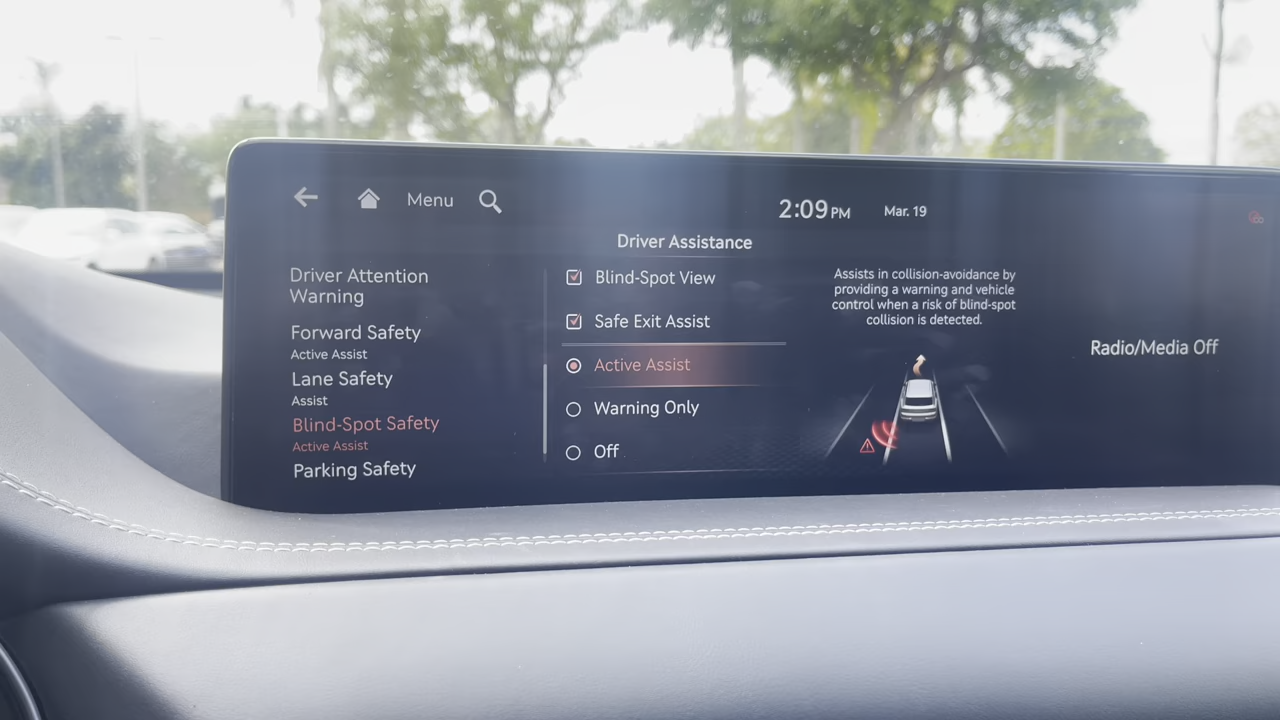 Menu
2:09 PM
Mar. 19
Driver Assistance
Driver Attention
Warning
Forward Safety
Active Assist
Lane Safety
Assist
Blind-Spot Safety
Active Assist
Parking Safety
Blind-Spot View
Safe Exit Assist
Active Assist
Warning Only
Off
Assists in collision-avoidance by
providing a warning and vehicle
control when a risk of blind-spot
collision is detected.
Radio/Media Off